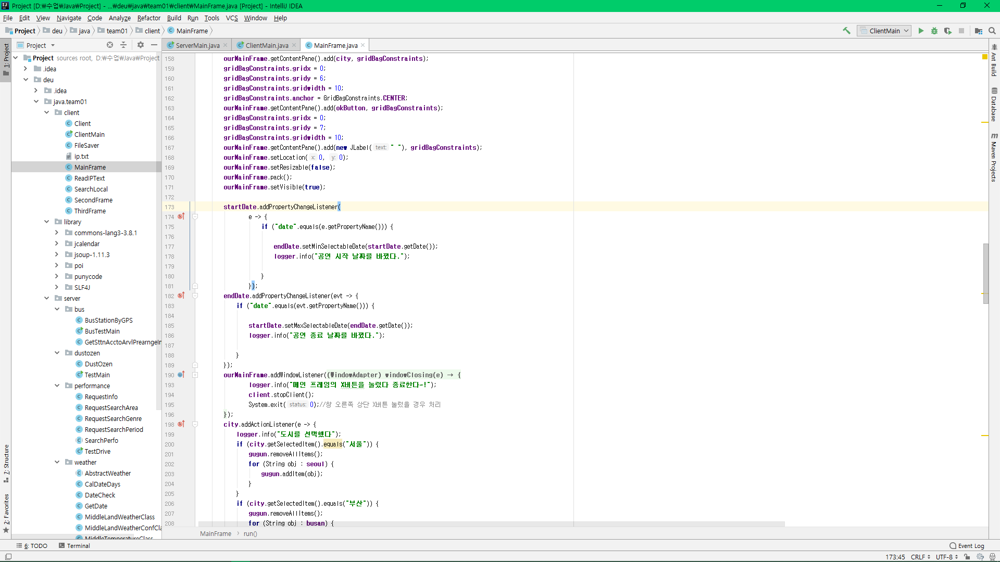 Project [D:\수업\Java\Project] - ...\deu\java\team01\client\MainFrame.java [Project] - IntelliJ IDEA
File Edit View Navigate Code Analyze Refactor Build Run Tools VCS Window Help
Project deu java team01 client MainFrame ClientMain
Project
ServerMain.java ClientMain.java MainFrame.java
1: Project
7: Structure
2: Favorites
Project sources root, D:\수업\Java\Project
.idea
deu
.idea
java.team01
client
Client
ClientMain
FileSaver
ip.txt
MainFrame
ReadIPText
SearchLocal
SecondFrame
ThirdFrame
library
commons-lang3-3.8.1
jcalendar
jsoup-1.11.3
poi
punycode
SLF4J
server
bus
BusStationByGPS
BusTestMain
GetSttnAcctoArvlPrearngeIn
dustozen
DustOzen
TestMain
performance
RequestInfo
RequestSearchArea
RequestSearchGenre
RequestSearchPeriod
SearchPerfo
TestDrive
weather
AbstractWeather
CalDateDays
DateCheck
GetDate
MiddleLandWeatherClass
MiddleLandWeatherConfCla
MiddleTemperatureClass
158 ourMainFrame.getContentPane().add(city, gridBagConstraints);
159 gridBagConstraints.gridx = 0;
160 gridBagConstraints.gridy = 6;
161 gridBagConstraints.gridwidth = 10;
162 gridBagConstraints.anchor = GridBagConstraints.CENTER;
163 ourMainFrame.getContentPane().add(okButton, gridBagConstraints);
164 gridBagConstraints.gridx = 0;
165 gridBagConstraints.gridy = 7;
166 gridBagConstraints.gridwidth = 10;
167 ourMainFrame.getContentPane().add(new JLabel( text: " "), gridBagConstraints);
168 ourMainFrame.setLocation( x: 0, y: 0);
169 ourMainFrame.setResizable(false);
170 ourMainFrame.pack();
171 ourMainFrame.setVisible(true);
172
173 startDate.addPropertyChangeListener(
174 e -> {
175 if ("date".equals(e.getPropertyName())) {
176
177 endDate.setMinSelectableDate(startDate.getDate());
178 logger.info("공연 시작 날짜를 바꿨다.");
179
180 }
181 });
182 endDate.addPropertyChangeListener(evt -> {
183 if ("date".equals(evt.getPropertyName())) {
184
185 startDate.setMaxSelectableDate(endDate.getDate());
186 logger.info("공연 종료 날짜를 바꿨다.");
187
188 }
189 });
190 ourMainFrame.addWindowListener((WindowAdapter) windowClosing(e) → {
193 logger.info("메인 프레임의 X버튼을 눌렀다 종료한다~!");
194 client.stopClient();
195 System.exit( status: 0);//창 오른쪽 상단 X버튼 눌렀을 경우 처리
196 });
198 city.addActionListener(e -> {
199 logger.info("도시를 선택했다");
200 if (city.getSelectedItem().equals("서울")) {
201 gugun.removeAllItems();
202 for (String obj : seoul) {
203 gugun.addItem(obj);
204 }
205 }
206 if (city.getSelectedItem().equals("부산")) {
207 gugun.removeAllItems();
208 for (String obj : busan) {
MainFrame run()
Ant Build
Database
m Maven Projects
6: TODO Terminal Event Log
173:45 CRLF UTF-8